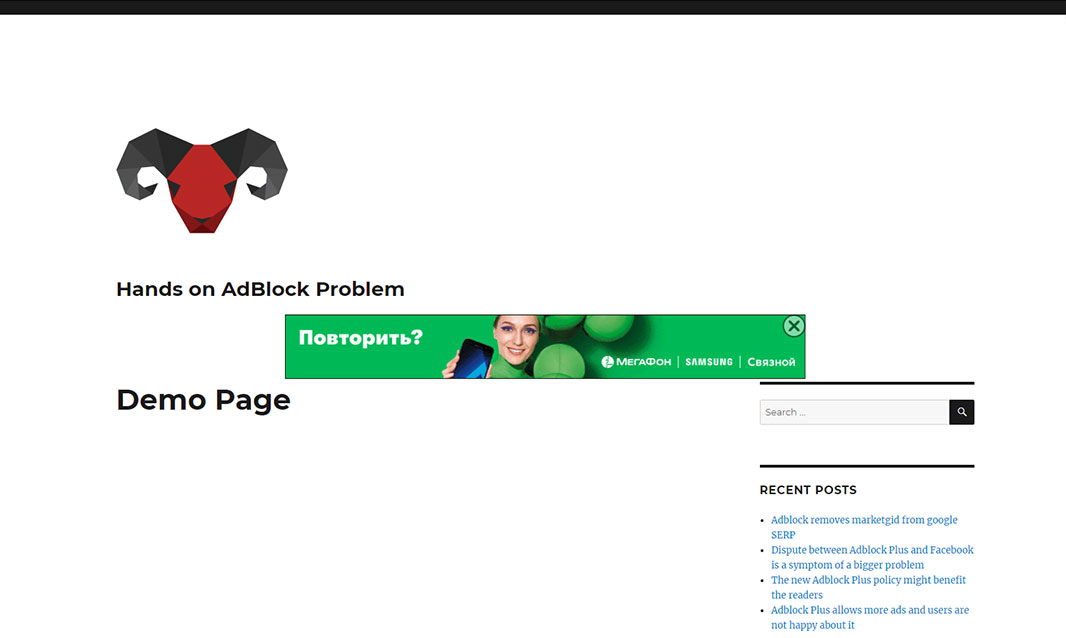 Hands on AdBlock Problem
Повторить?
МегаФон | SAMSUNG | Связной
Demo Page
Search ...
RECENT POSTS
Adblock removes marketgid from google
SERP
Dispute between Adblock Plus and Facebook
is a symptom of a bigger problem
The new Adblock Plus policy might benefit
the readers
Adblock Plus allows more ads and users are
not happy about it